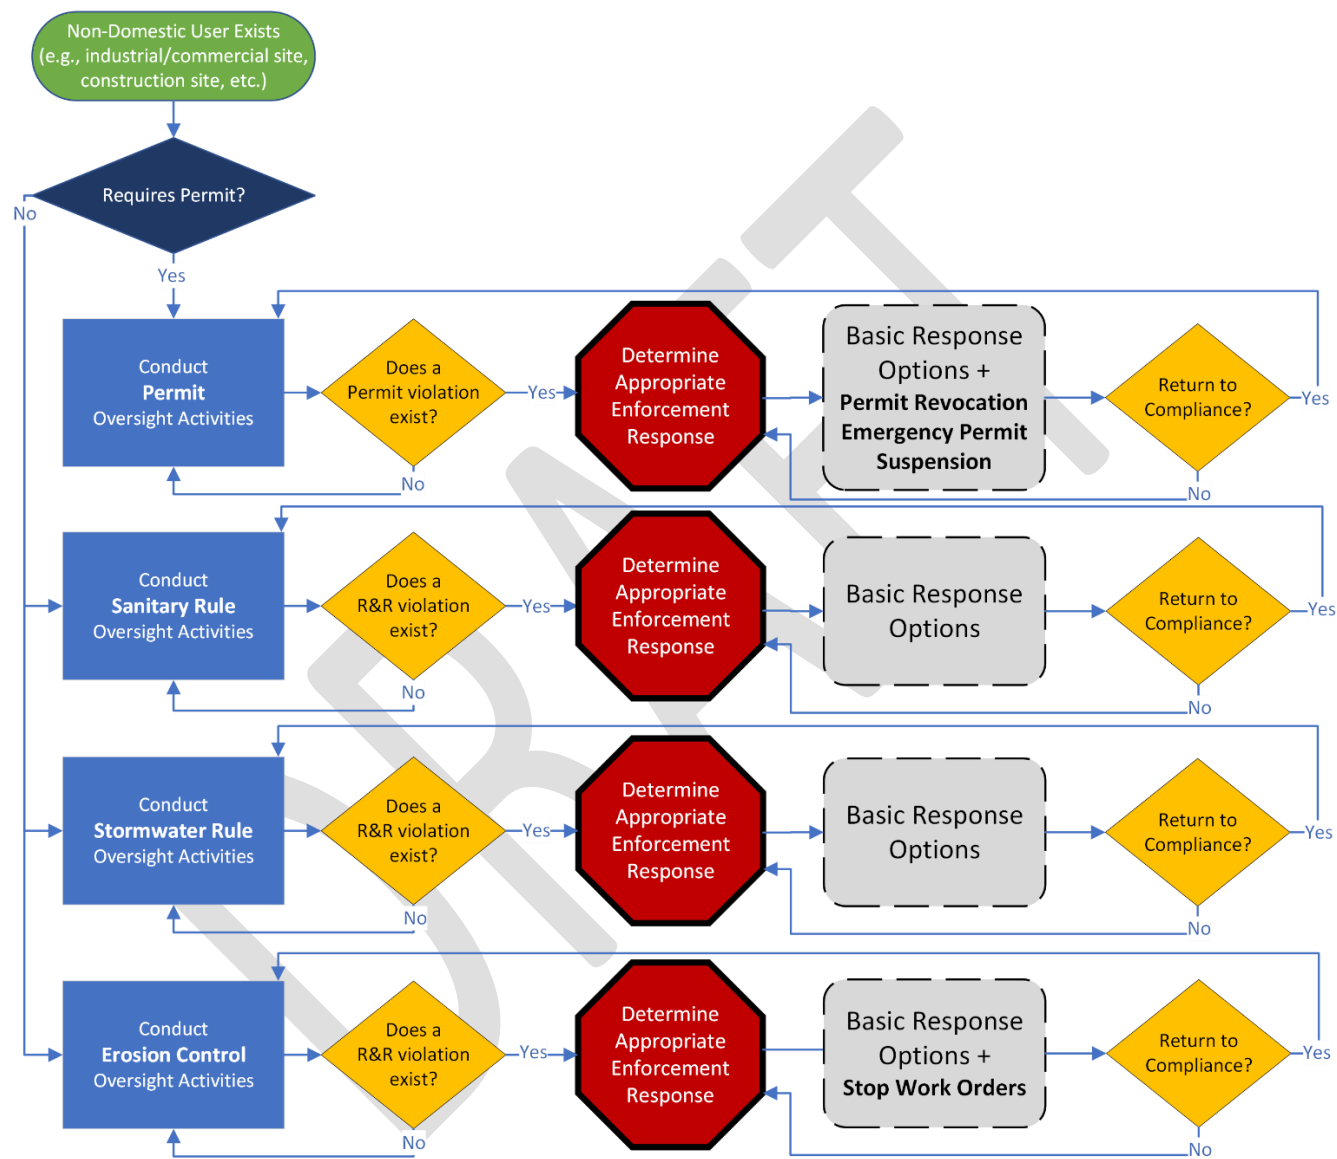 Non-Domestic User Exists
(e.g., industrial/commercial site,
construction site, etc.)
Requires Permit?
No
Yes
Conduct
Permit
Oversight Activities
Does a
Permit violation
exist?
Yes
No
Determine
Appropriate
Enforcement
Response
Basic Response
Options +
Permit Revocation
Emergency Permit
Suspension
Return to
Compliance?
Yes
No
Conduct
Sanitary Rule
Oversight Activities
Does a
R&R violation
exist?
Yes
No
Determine
Appropriate
Enforcement
Response
Basic Response
Options
Return to
Compliance?
Yes
No
Conduct
Stormwater Rule
Oversight Activities
Does a
R&R violation
exist?
Yes
No
Determine
Appropriate
Enforcement
Response
Basic Response
Options
Return to
Compliance?
Yes
No
Conduct
Erosion Control
Oversight Activities
Does a
R&R violation
exist?
Yes
No
Determine
Appropriate
Enforcement
Response
Basic Response
Options +
Stop Work Orders
Return to
Compliance?
Yes
No
DRAFT